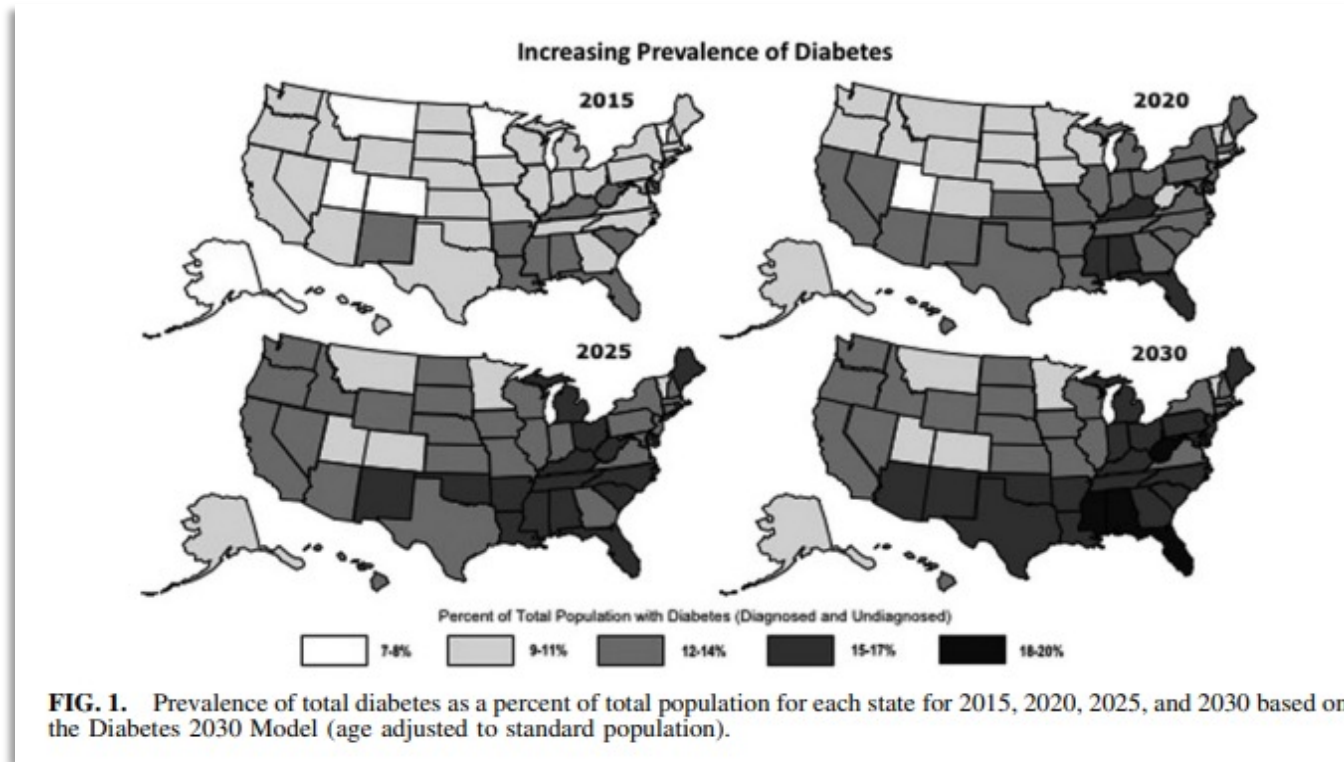 Increasing Prevalence of Diabetes
2015
2020
2025
2030
Percent of Total Population with Diabetes (Diagnosed and Undiagnosed)
7-8% 9-11% 12-14% 15-17% 18-20%
FIG. 1. Prevalence of total diabetes as a percent of total population for each state for 2015, 2020, 2025, and 2030 based on
the Diabetes 2030 Model (age adjusted to standard population).